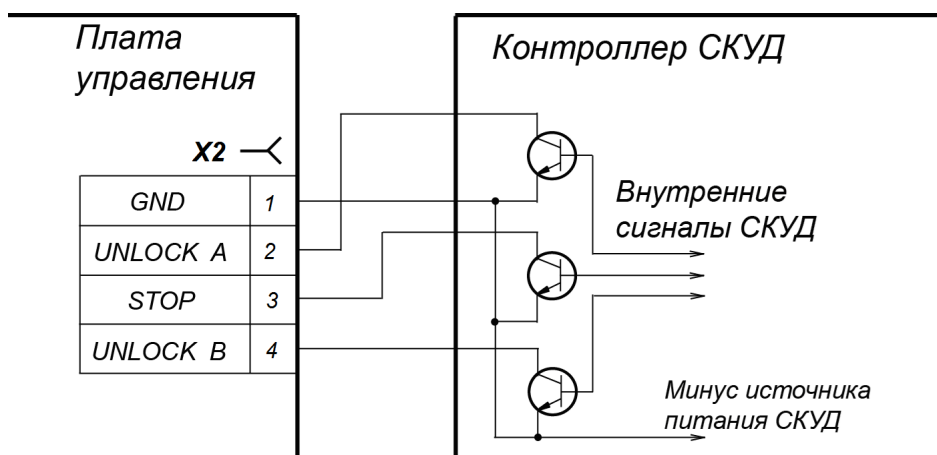 Плата
управления
Контроллер СКУД
X2
GND 1
UNLOCK A 2
STOP 3
UNLOCK B 4
Внутренние
сигналы СКУД
Минус источника
питания СКУД